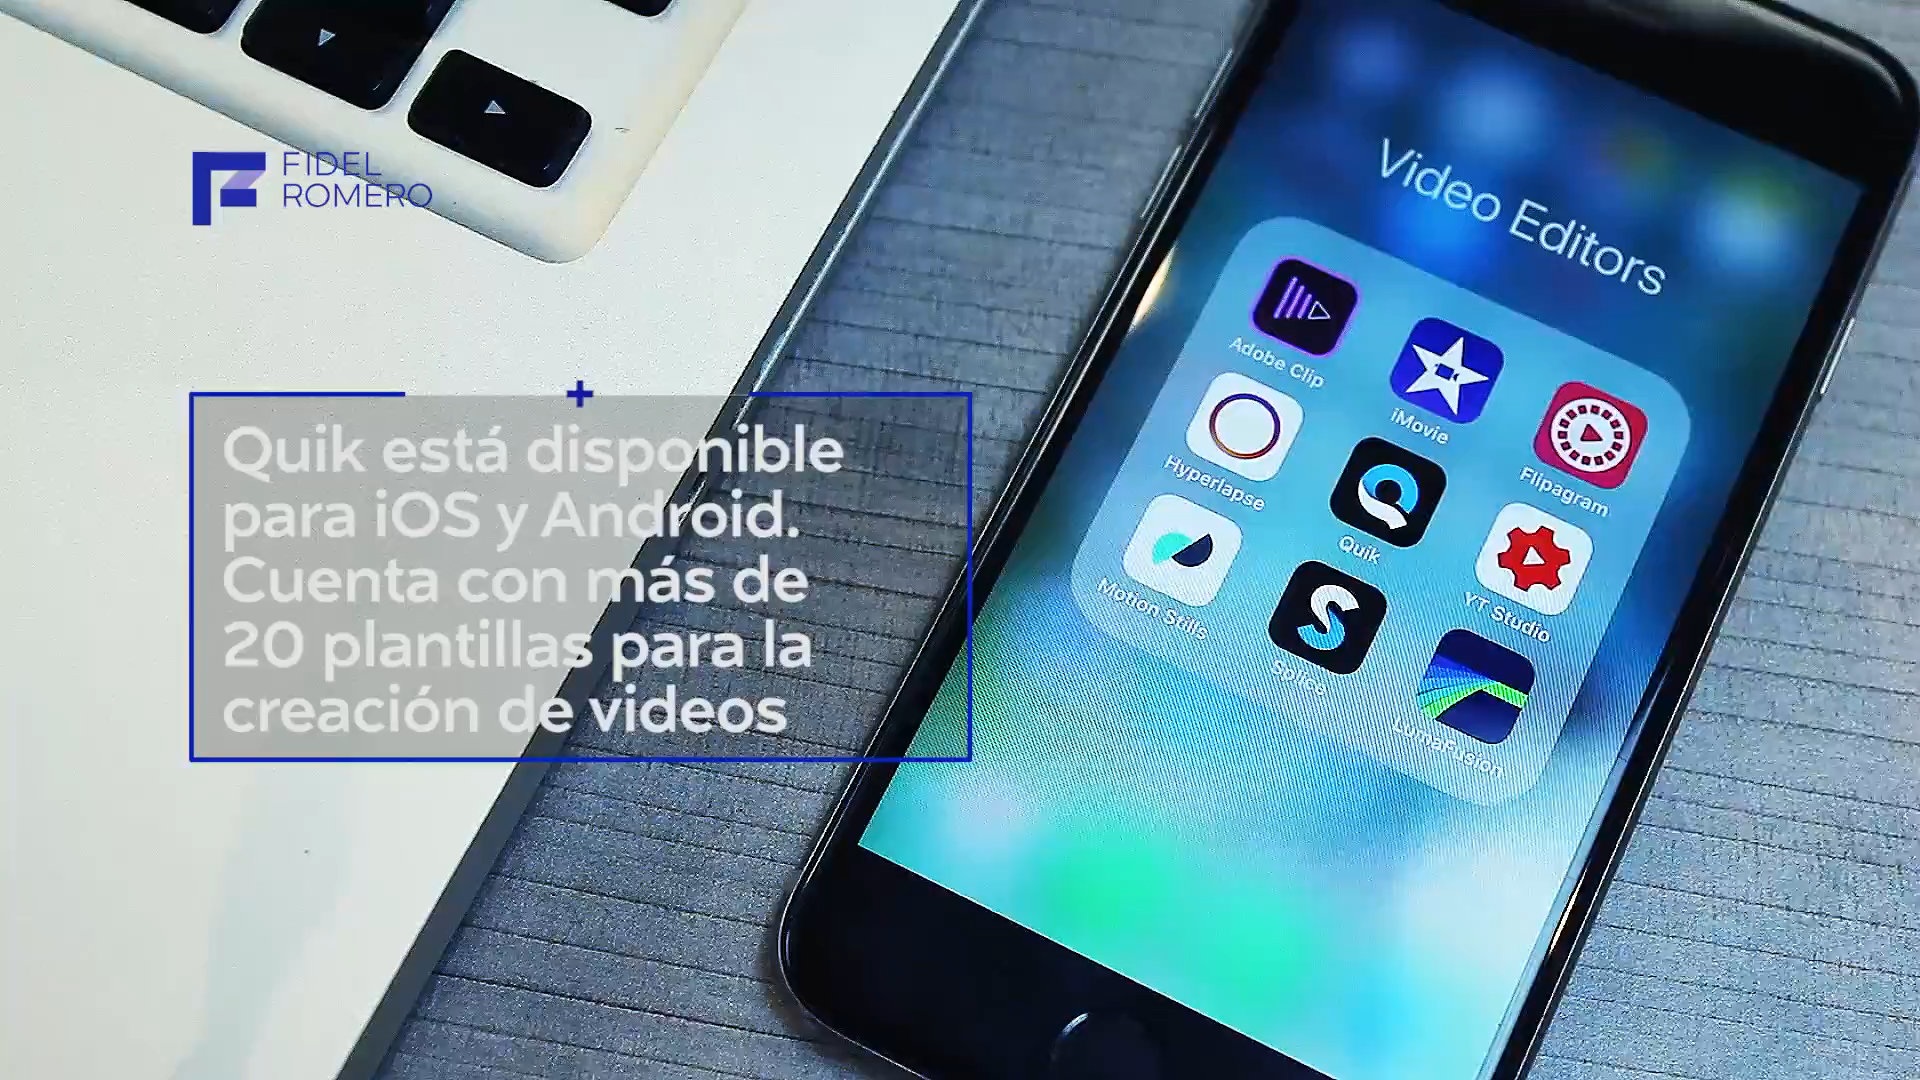 FIDEL
ROMERO
Quik está disponible
para iOS y Android.
Cuenta con más de
20 plantillas para la
creación de videos
Video Editors
Adobe Clip
iMovie
Flipagram
Hyperlapse
Quik
YT Studio
Motion Stills
Splice
LumaFusion